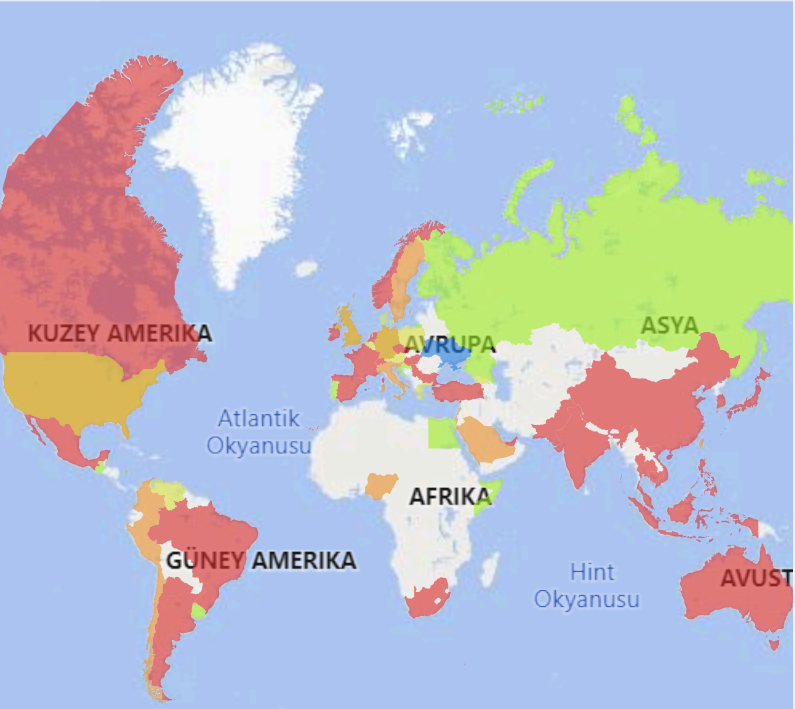 KUZEY AMERIKA
ASYA
AVRUPA
Atlantik
Okyanusu
AFRIKA
GÜNEY AMERIKA
Hint
Okyanusu
AVUST